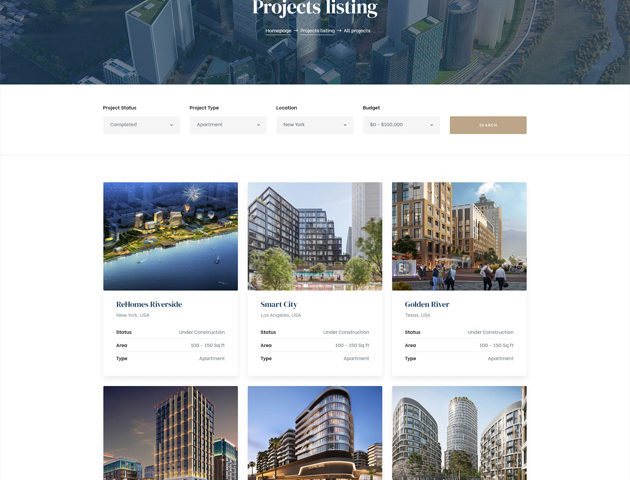 Projects listing
Homepage → Projects listing → All projects
Project Status Project Type Location Budget
Completed Apartment New York $0 - $100,000 SEARCH
ReHomes Riverside Smart City Golden River
New York, USA Los Angeles, USA Texas, USA
Status Under Construction Status Under Construction Status Under Construction
Area 100 - 150 Sq ft Area 100 - 150 Sq ft Area 100 - 150 Sq ft
Type Apartment Type Apartment Type Apartment